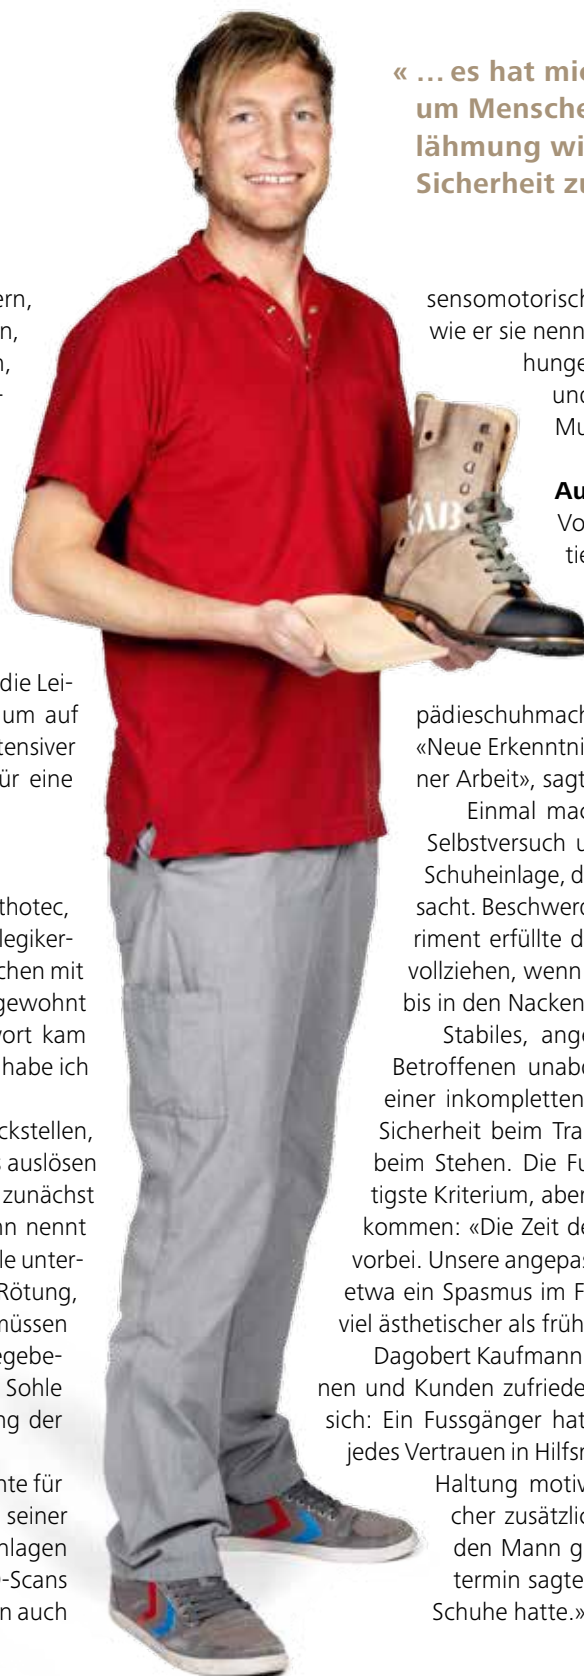 « … es hat mic
um Mensche
lähmung wi
Sicherheit zu
ern,
n,
n,
-
die Lei-
um auf
tensiver
ür eine
thotec,
legiker-
chen mit
gewohnt
vort kam
habe ich
ckstellen,
s auslösen
zunächst
nn nennt
le unter-
Rötung,
müssen
egebe-
Sohle
ng der
nte für
seiner
nlagen
-Scans
n auch
sensomotorisch
wie er sie nenn
hunge
und
Mu
Au
Vo
tie
KAB
pädieschuhmach
«Neue Erkenntni
ner Arbeit», sagt
Einmal mac
Selbstversuch u
Schuheinlage, d
sacht. Beschwerd
riment erfüllte d
vollziehen, wenn
bis in den Nacken
Stabiles, ange
Betroffenen unabd
einer inkompletten
Sicherheit beim Tra
beim Stehen. Die Fu
tigste Kriterium, aber
kommen: «Die Zeit de
vorbei. Unsere angepas
etwa ein Spasmus im F
viel ästhetischer als früh
Dagobert Kaufmann
nen und Kunden zufriede
sich: Ein Fussgänger hat
jedes Vertrauen in Hilfsm
Haltung motiv
cher zusätzlic
den Mann g
termin sagte
Schuhe hatte.»